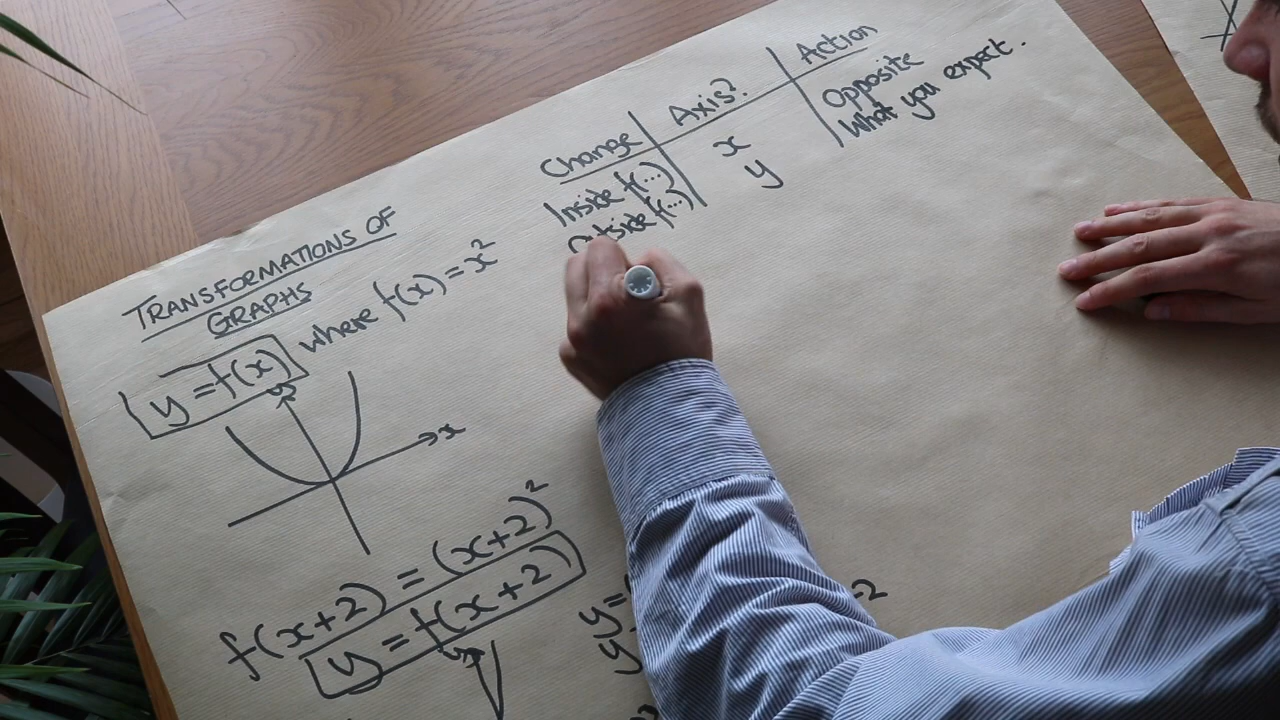 TRANSFORMATIONS OF
GRAPHS
y = f(x) where f(x) = x²
y
x
f(x+2) = (x+2)²
y = f(x+2)
y
Change Axis? Action
Inside f(...) x Opposite
Outside f(...) y What you expect.
y=
y
=2